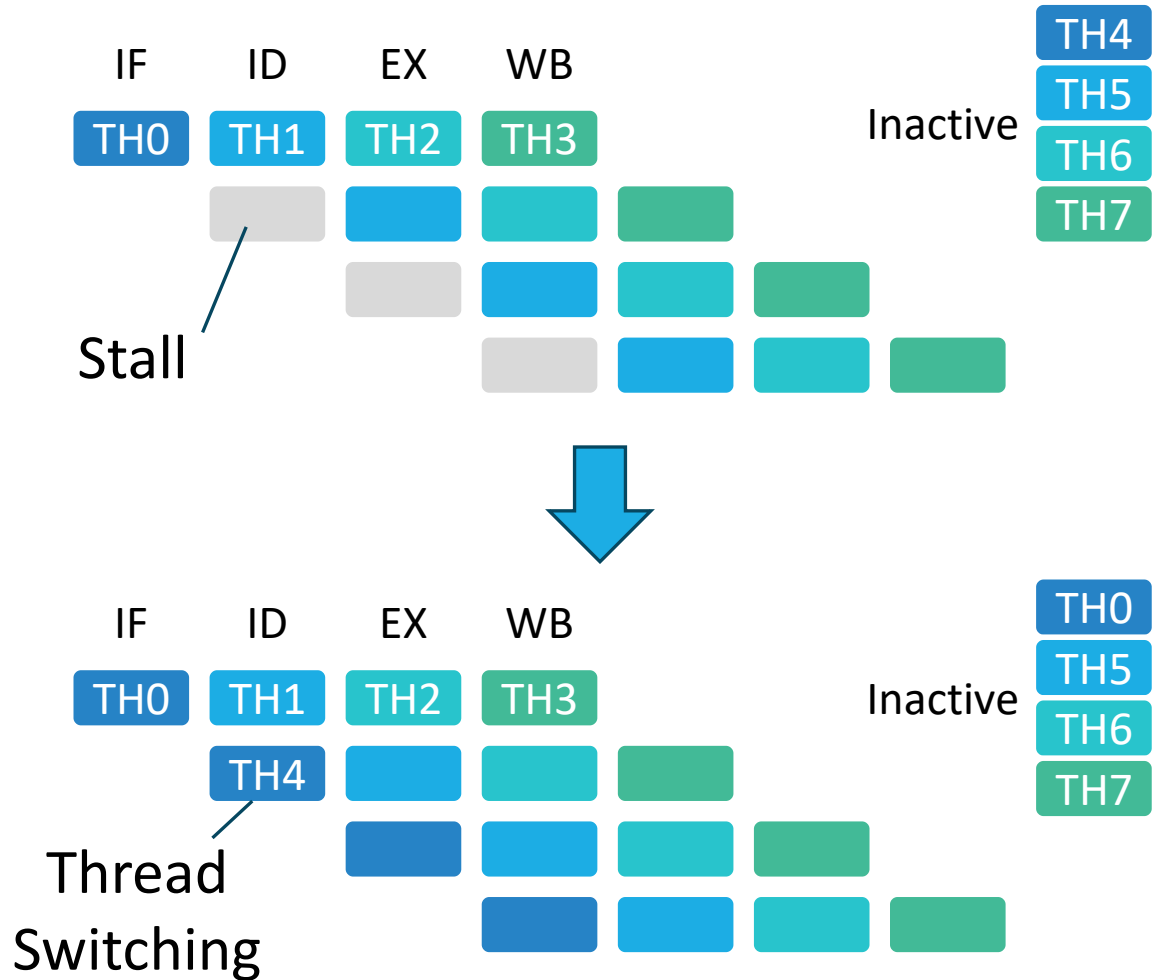 IF ID EX WB
TH0 TH1 TH2 TH3
Stall
Inactive
TH4
TH5
TH6
TH7
IF ID EX WB
TH0 TH1 TH2 TH3
TH4
Thread
Switching
Inactive
TH0
TH5
TH6
TH7